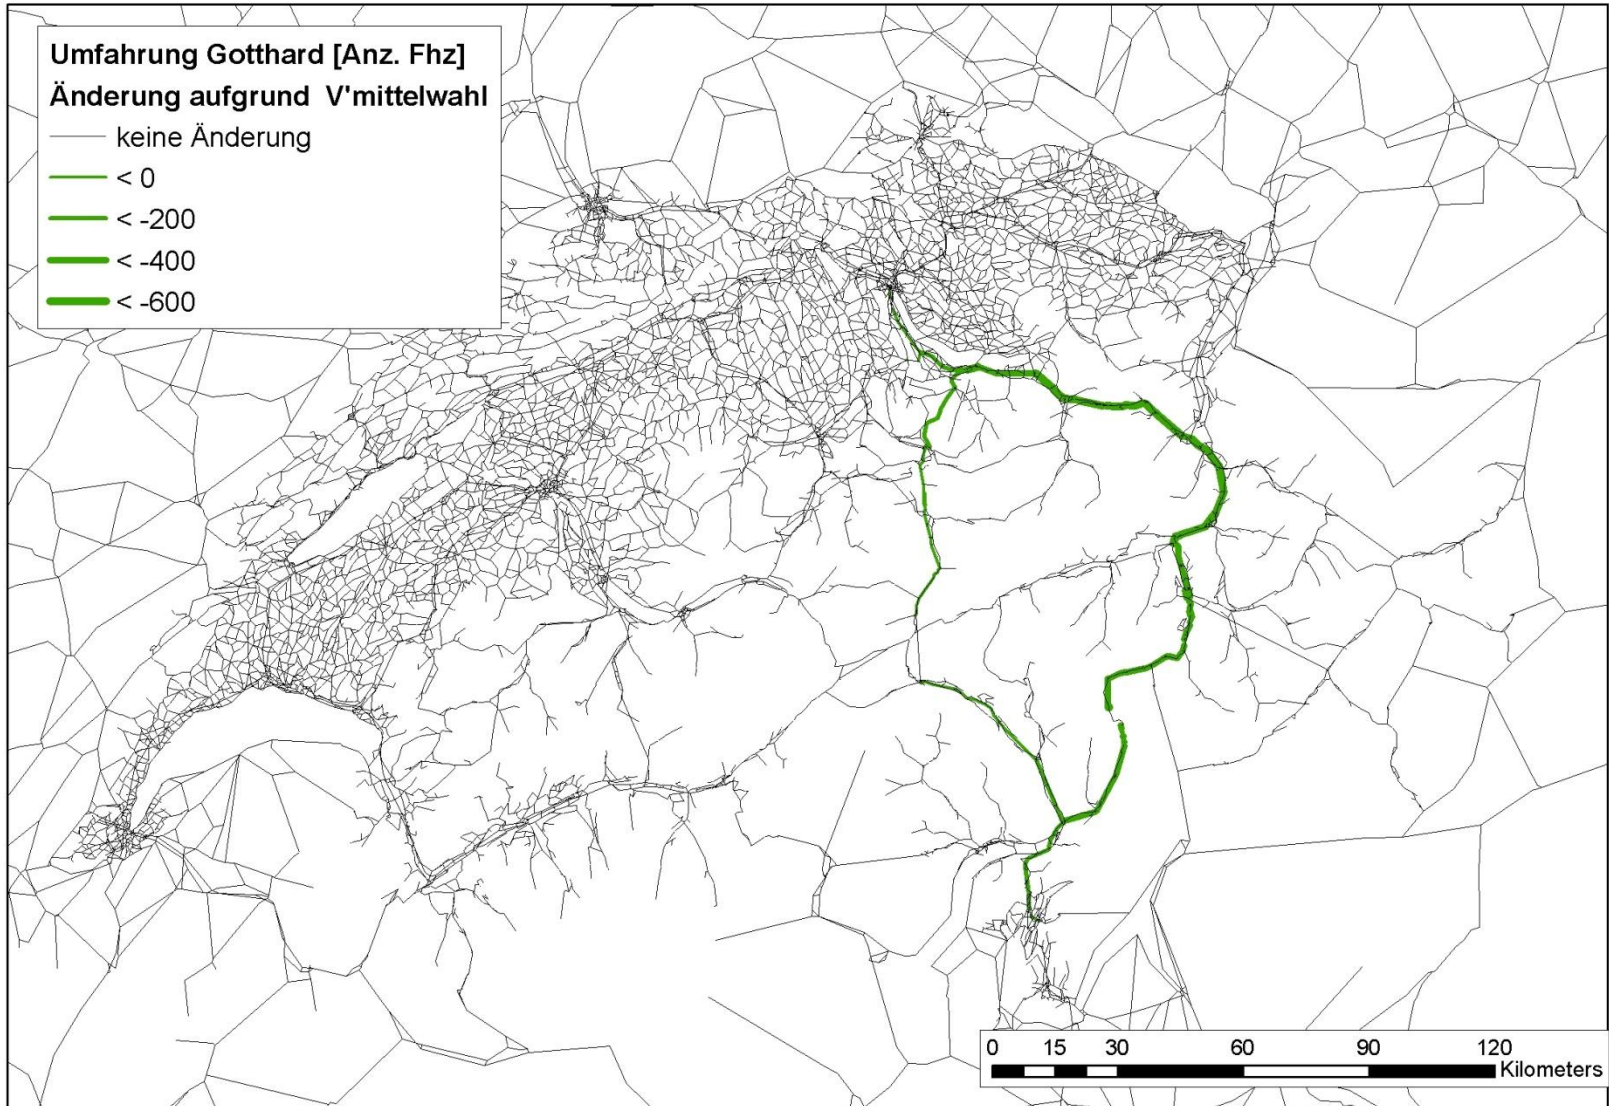 Umfahrung Gotthard [Anz. Fhz]
Änderung aufgrund V'mittelwahl
keine Änderung
< 0
< -200
< -400
< -600
0 15 30 60 90 120
Kilometers